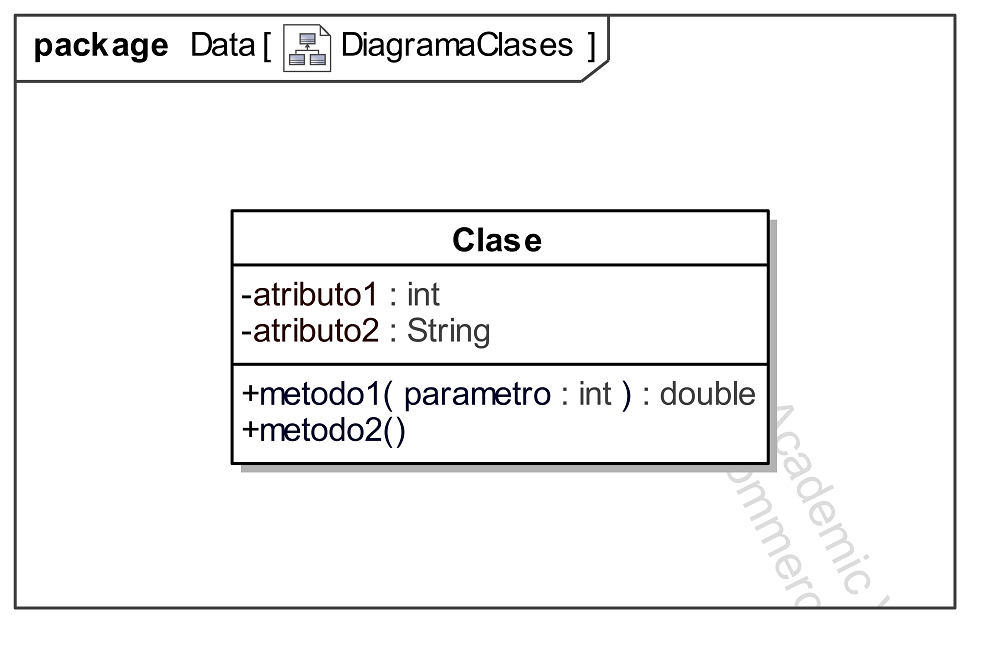 package Data [ DiagramaClases ]
Clase
-atributo1 : int
-atributo2 : String
+metodo1( parametro : int ) : double
+metodo2()
Academic